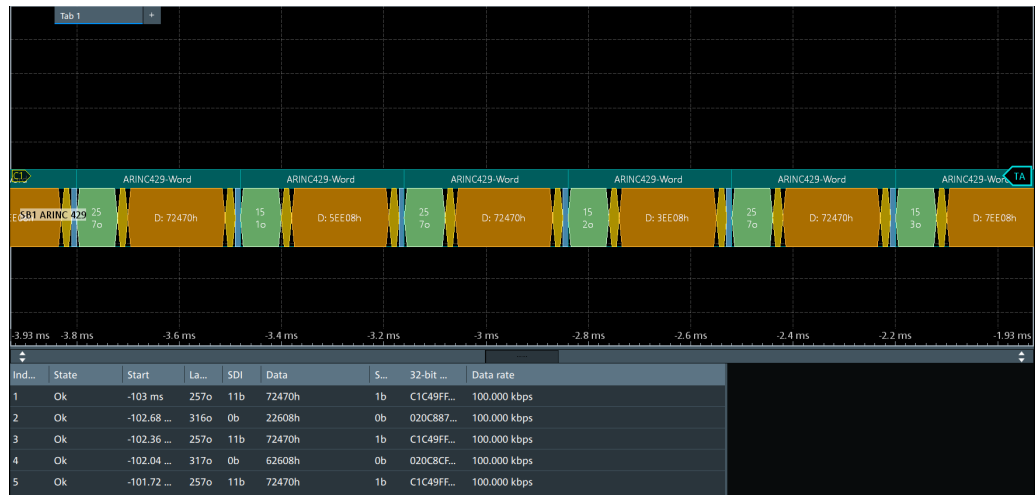 Tab 1 +
C1 ARINC429-Word ARINC429-Word ARINC429-Word ARINC429-Word ARINC429-Word TA
SB1 ARINC 429 25 D: 72470h 15 D: 5EE08h 25 D: 72470h 15 D: 3EE08h 25 D: 72470h 15 D: 7EE08h
7o 1o 7o 2o 7o 3o
-3.93 ms -3.8 ms -3.6 ms -3.4 ms -3.2 ms -3 ms -2.8 ms -2.6 ms -2.4 ms -2.2 ms -1.93 ms
Ind... State Start La... SDI Data S... 32-bit ... Data rate
1 Ok -103 ms 257o 11b 72470h 1b C1C49FF... 100.000 kbps
2 Ok -102.68 ... 316o 0b 22608h 0b 020C887... 100.000 kbps
3 Ok -102.36 ... 257o 11b 72470h 1b C1C49FF... 100.000 kbps
4 Ok -102.04 ... 317o 0b 62608h 0b 020C8CF... 100.000 kbps
5 Ok -101.72 ... 257o 11b 72470h 1b C1C49FF... 100.000 kbps